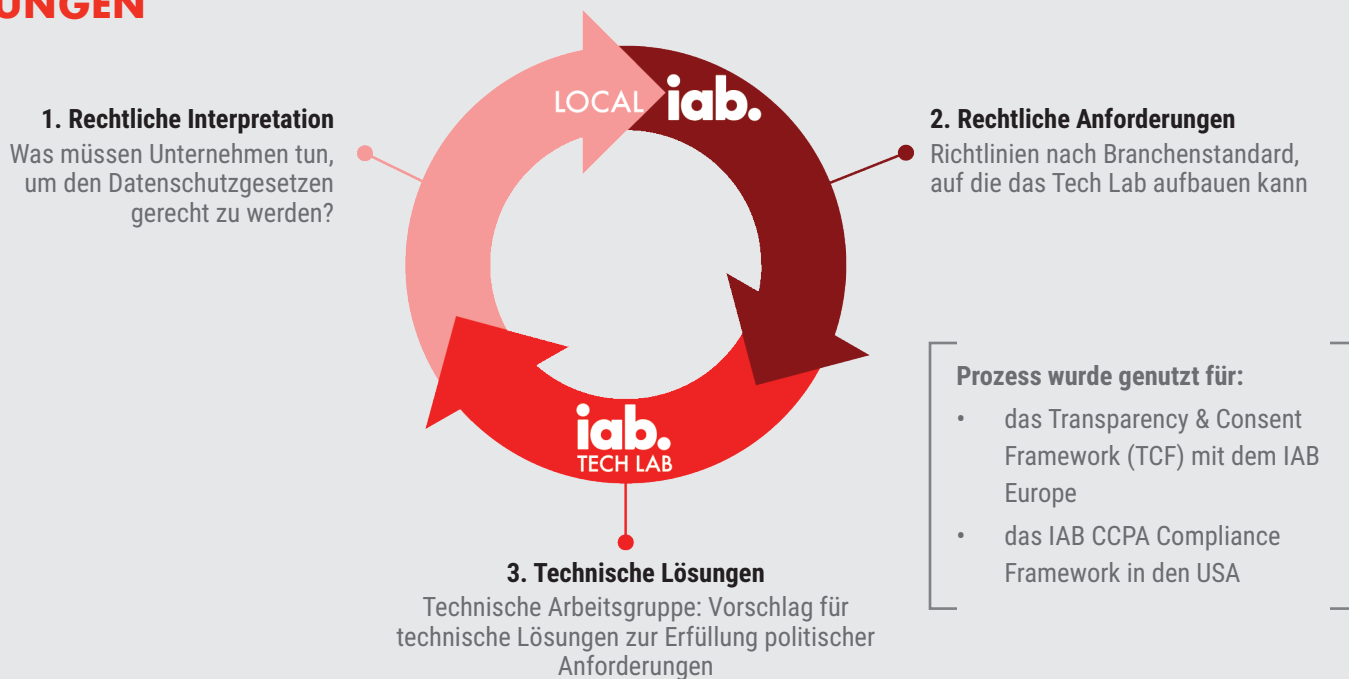 UNGEN
LOCAL iab.
1. Rechtliche Interpretation
Was müssen Unternehmen tun,
um den Datenschutzgesetzen
gerecht zu werden?
2. Rechtliche Anforderungen
Richtlinien nach Branchenstandard,
auf die das Tech Lab aufbauen kann
iab.
TECH LAB
3. Technische Lösungen
Technische Arbeitsgruppe: Vorschlag für
technische Lösungen zur Erfüllung politischer
Anforderungen
Prozess wurde genutzt für:
• das Transparency & Consent
Framework (TCF) mit dem IAB
Europe
• das IAB CCPA Compliance
Framework in den USA